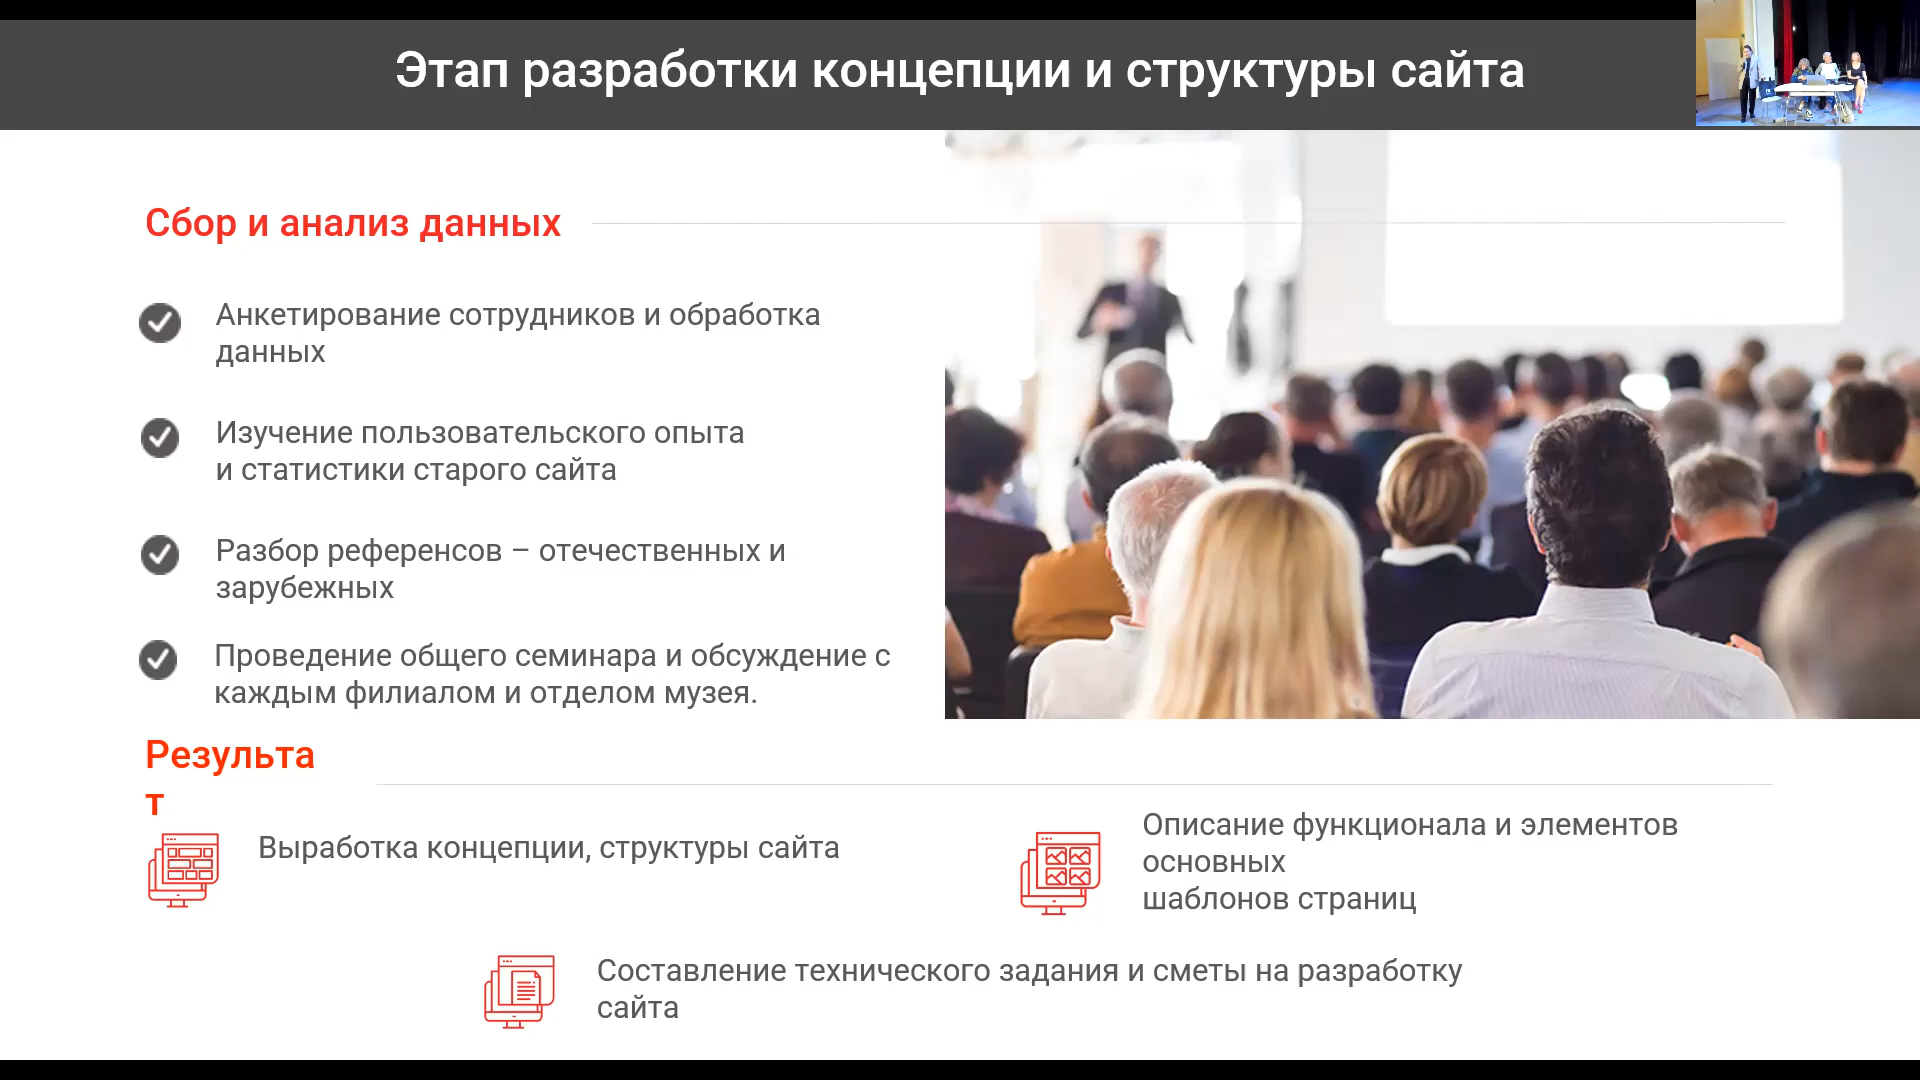 Этап разработки концепции и структуры сайта
Сбор и анализ данных
Анкетирование сотрудников и обработка
данных
Изучение пользовательского опыта
и статистики старого сайта
Разбор референсов – отечественных и
зарубежных
Проведение общего семинара и обсуждение с
каждым филиалом и отделом музея.
Результа
т
Выработка концепции, структуры сайта
Описание функционала и элементов
основных
шаблонов страниц
Составление технического задания и сметы на разработку
сайта